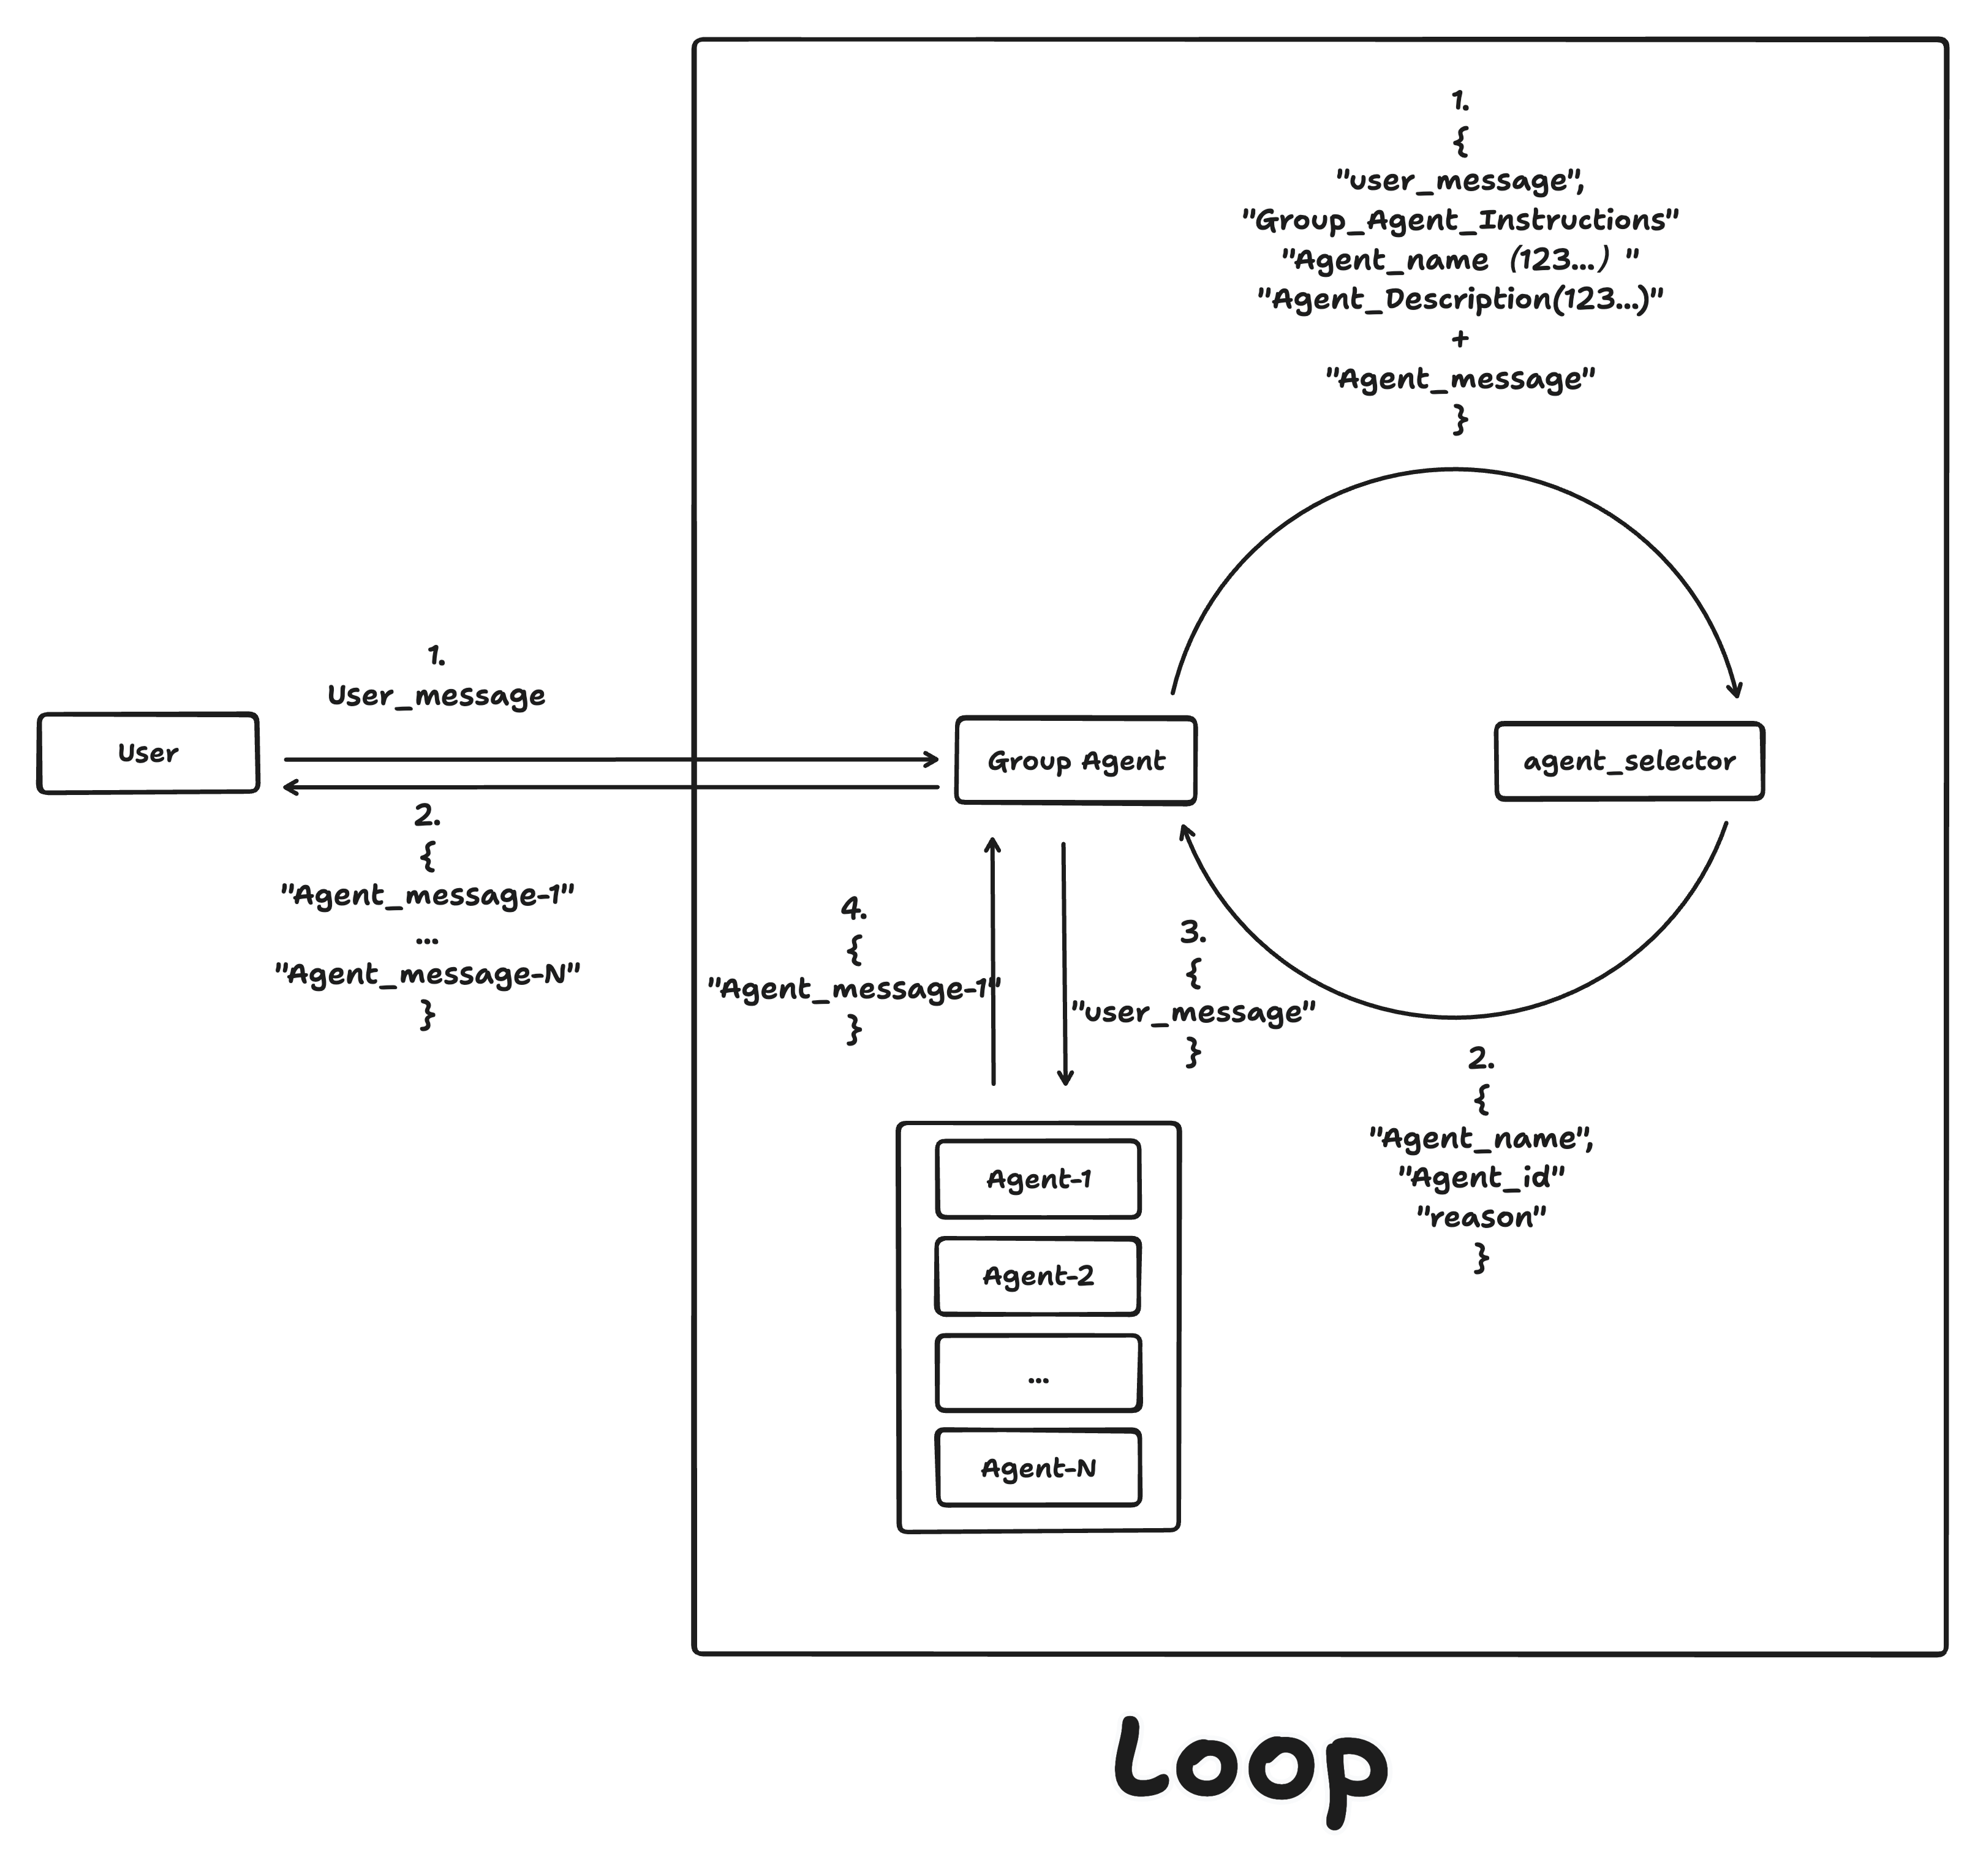 1.
{
"user_message",
"Group_Agent_Instructions"
"Agent_name (123...) "
"Agent_Description(123...)"
+
"Agent_message"
}
1.
User_message
User
Group Agent
agent_selector
2.
{
"Agent_message-1"
...
"Agent_message-N"
}
4.
{
"Agent_message-1"
}
3.
{
"user_message"
}
2.
{
"Agent_name",
"Agent_id"
"reason"
}
Agent-1
Agent-2
...
Agent-N
Loop